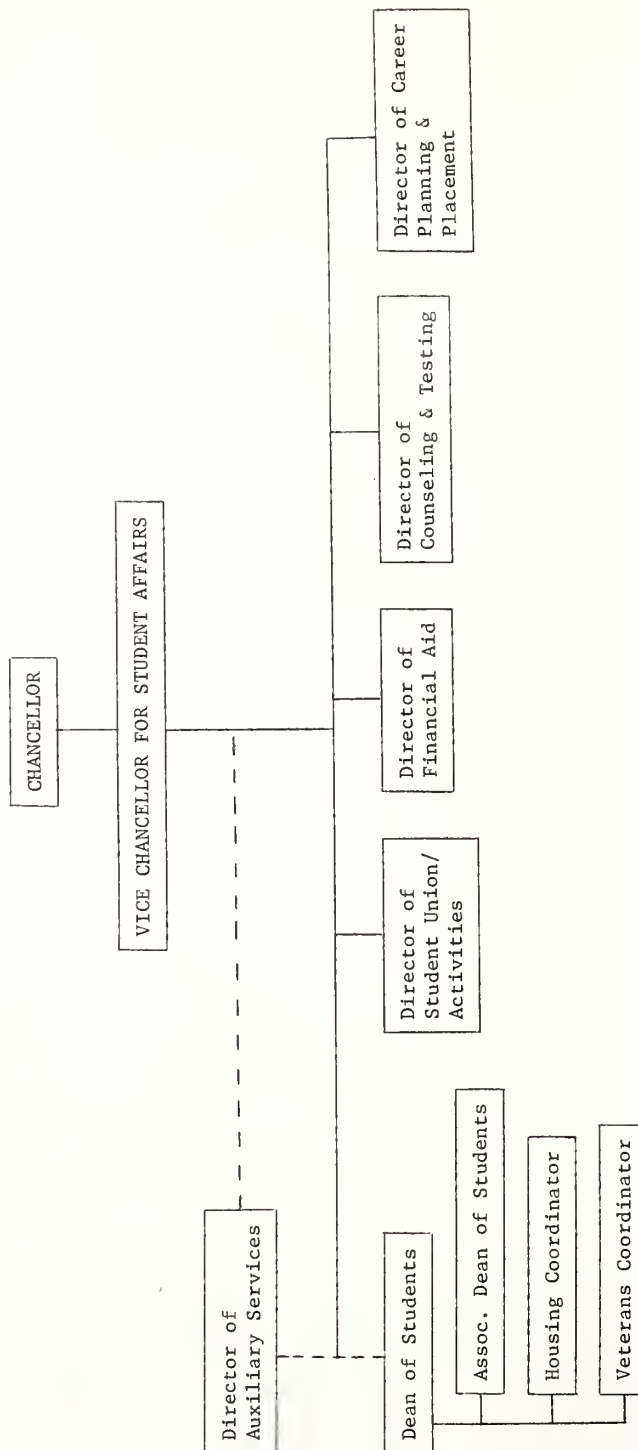 CHANCELLOR
VICE CHANCELLOR FOR STUDENT AFFAIRS
Director of
Auxiliary Services
Dean of Students
Assoc. Dean of Students
Housing Coordinator
Veterans Coordinator
Director of
Student Union/
Activities
Director of
Financial Aid
Director of
Counseling & Testing
Director of Career
Planning &
Placement